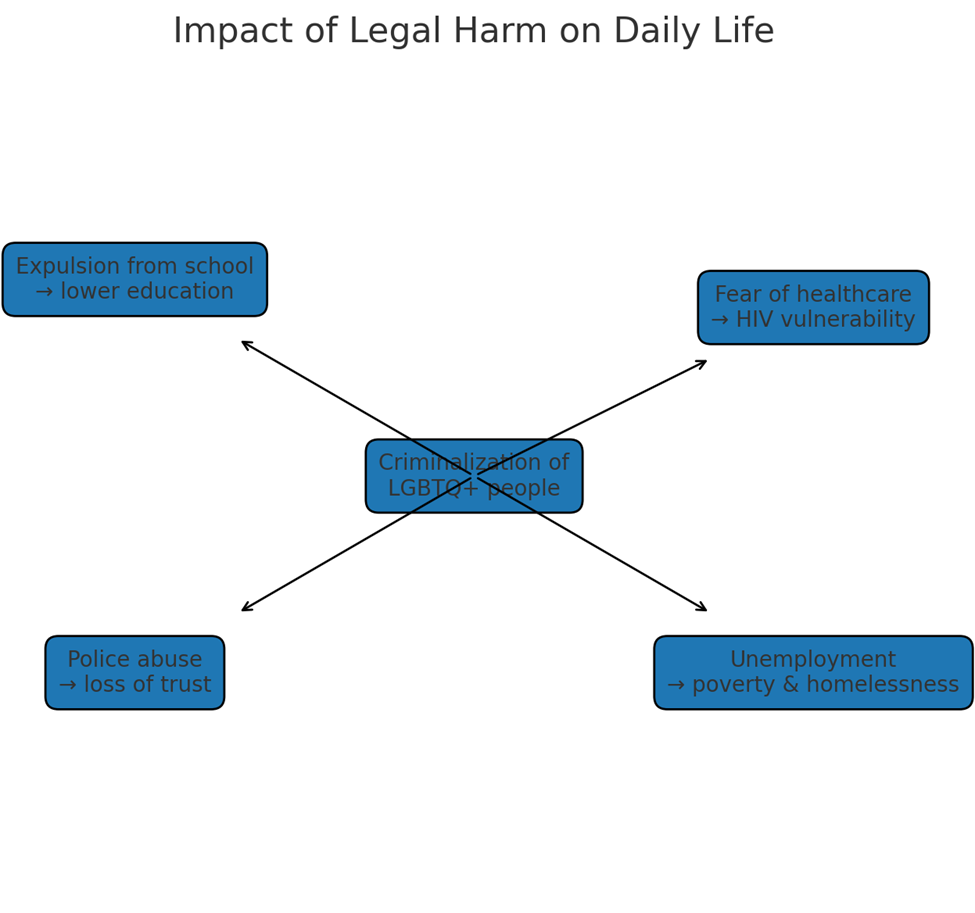 Impact of Legal Harm on Daily Life
Expulsion from school
→ lower education
Fear of healthcare
→ HIV vulnerability
Criminalization of
LGBTQ+ people
Police abuse
→ loss of trust
Unemployment
→ poverty & homelessness